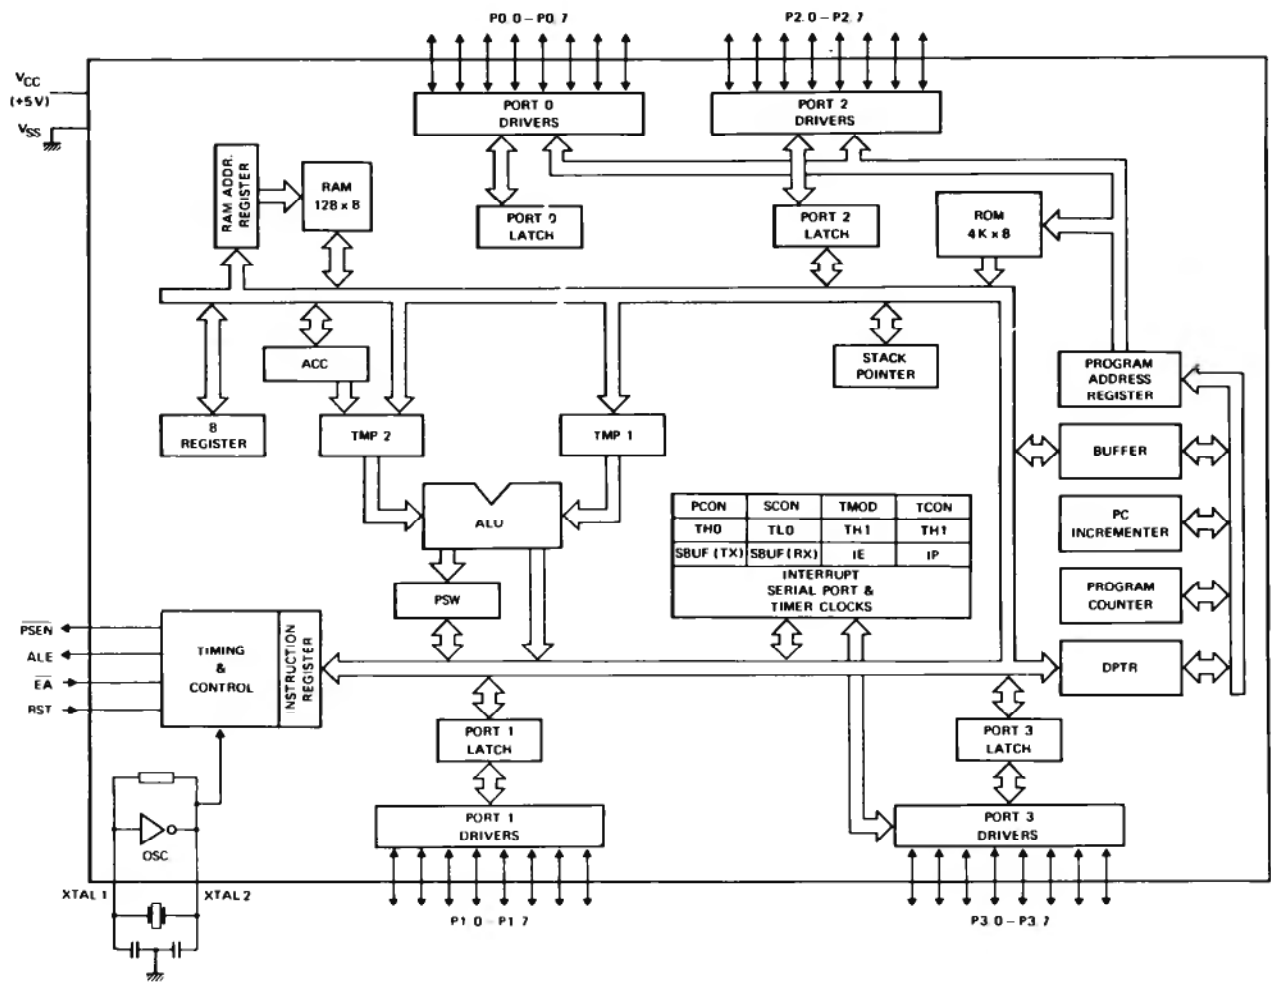 P0.0-P0.7
P2.0-P2.7
VCC
(+5V)
VSS
PORT 0
DRIVERS
PORT 2
DRIVERS
RAM ADDR.
REGISTER
RAM
128 x 8
PORT 0
LATCH
PORT 2
LATCH
ROM
4K x 8
ACC
STACK
POINTER
PROGRAM
ADDRESS
REGISTER
B
REGISTER
TMP 2
TMP 1
BUFFER
ALU
PCON SCON TMOD TCON
TH0 TL0 TH1 TH1
SBUF (TX) SBUF (RX) IE IP
INTERRUPT
SERIAL PORT &
TIMER CLOCKS
PC
INCREMENTER
PSW
PROGRAM
COUNTER
PSEN
ALE
EA
RST
TIMING
&
CONTROL
INSTRUCTION
REGISTER
DPTR
PORT 1
LATCH
PORT 3
LATCH
OSC
PORT 1
DRIVERS
PORT 3
DRIVERS
XTAL 1
XTAL 2
P1.0-P1.7
P3.0-P3.7